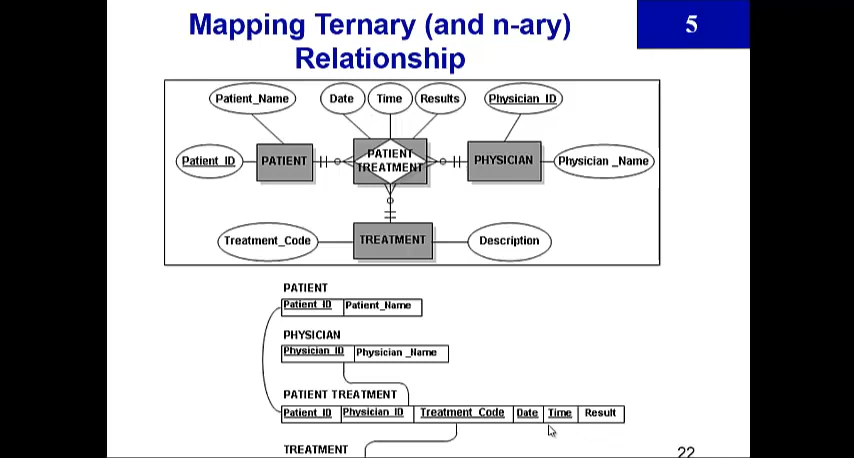 Mapping Ternary (and n-ary)
Relationship
5
Patient_Name
Date
Time
Results
Physician_ID
Patient_ID
PATIENT
PATIENT
TREATMENT
PHYSICIAN
Physician _Name
Treatment_Code
TREATMENT
Description
PATIENT
Patient_ID Patient_Name
PHYSICIAN
Physician_ID Physician _Name
PATIENT TREATMENT
Patient_ID Physician_ID Treatment_Code Date Time Result
TREATMENT
22